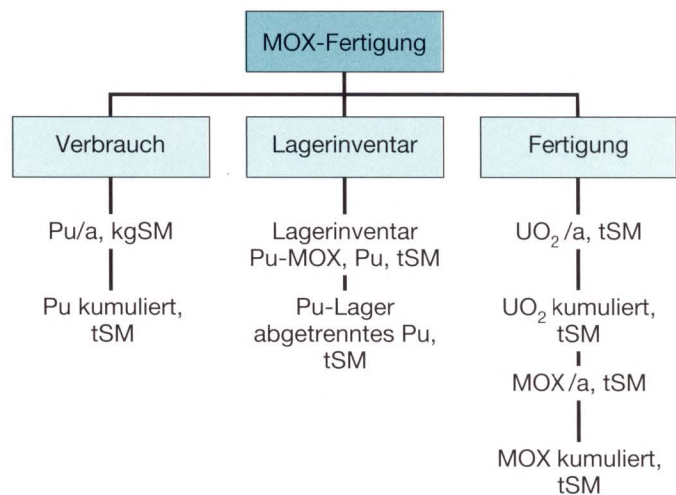 MOX-Fertigung
Verbrauch
Pu/a, kgSM
Pu kumuliert,
tSM
Lagerinventar
Lagerinventar
Pu-MOX, Pu, tSM
Pu-Lager
abgetrenntes Pu,
tSM
Fertigung
UO₂/a, tSM
UO₂ kumuliert,
tSM
MOX/a, tSM
MOX kumuliert,
tSM